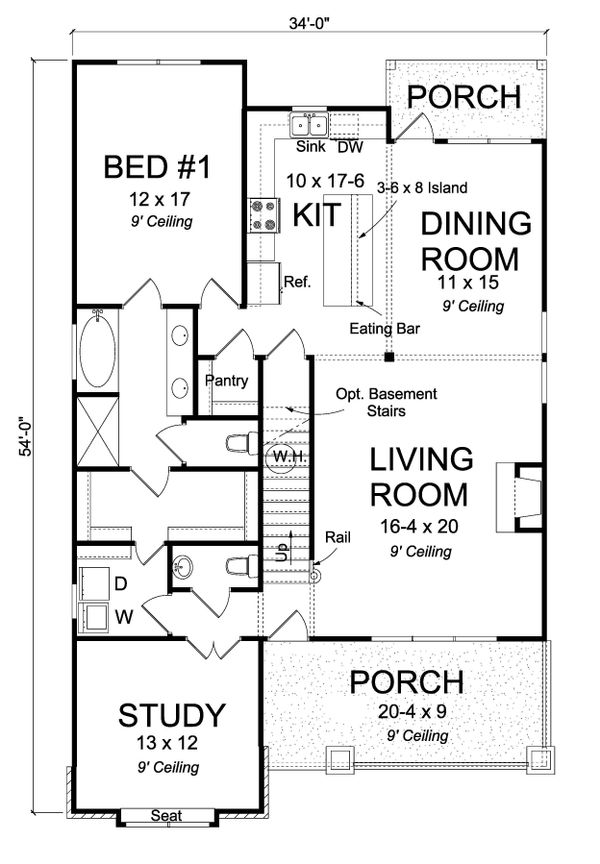 34'-0"
PORCH
Sink
DW
BED #1
12 x 17
9' Ceiling
10 x 17-6
KIT
3-6 x 8 Island
DINING
ROOM
11 x 15
9' Ceiling
Ref.
Eating Bar
Pantry
Opt. Basement
Stairs
54'-0"
W.H.
LIVING
ROOM
16-4 x 20
9' Ceiling
Rail
Up
D
W
PORCH
20-4 x 9
9' Ceiling
STUDY
13 x 12
9' Ceiling
Seat